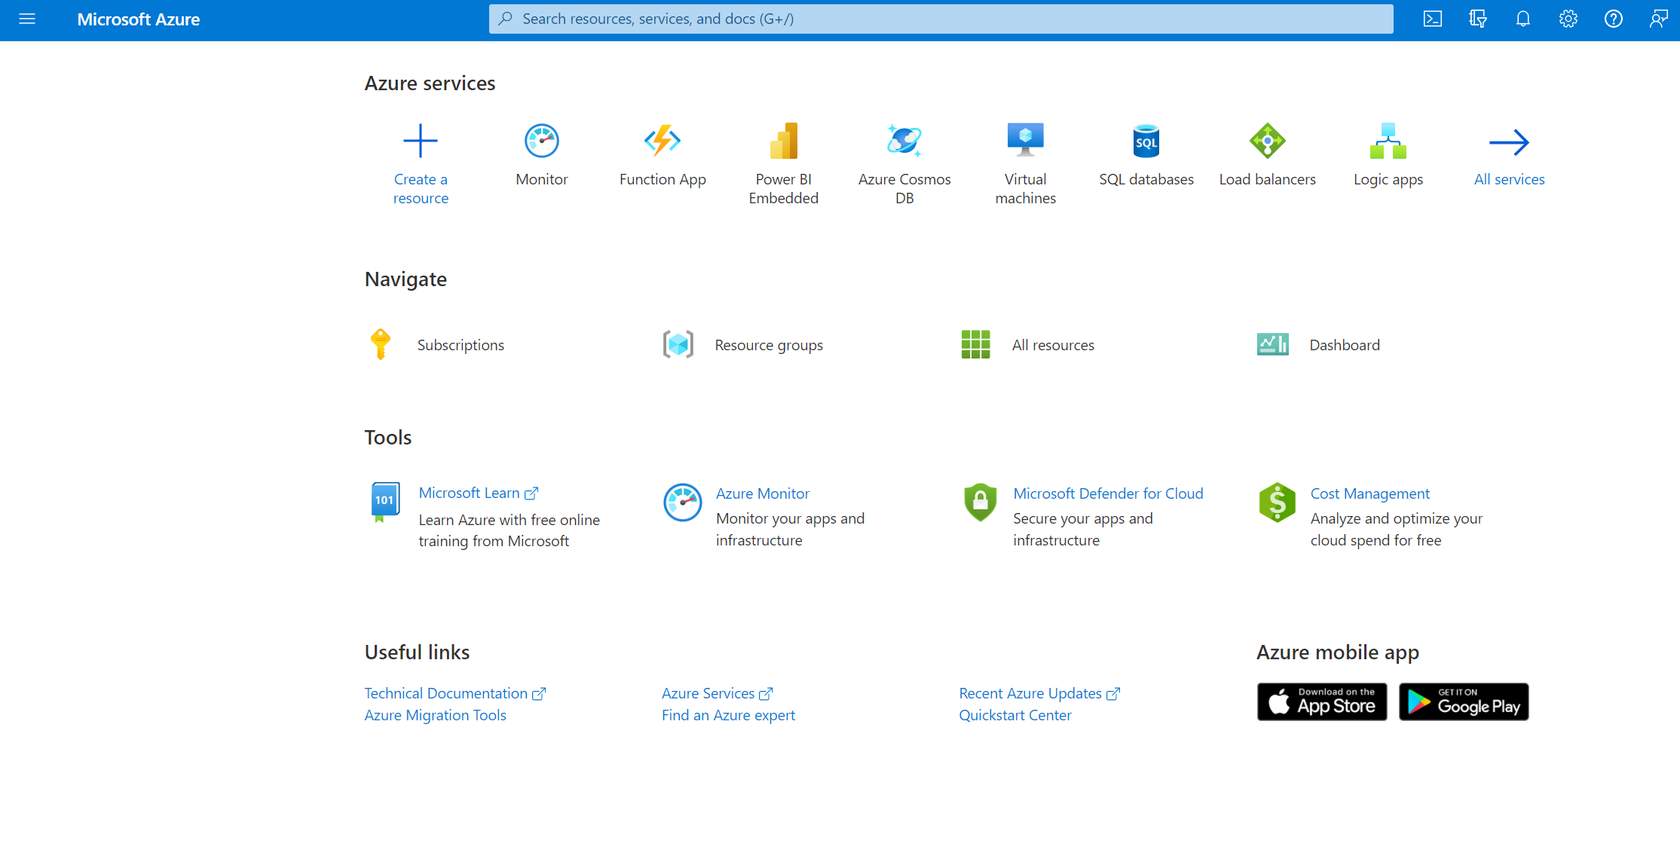 Microsoft Azure
Search resources, services, and docs (G+/)
Azure services
Create a
resource
Monitor
Function App
Power BI
Embedded
Azure Cosmos
DB
Virtual
machines
SQL
SQL databases
Load balancers
Logic apps
All services
Navigate
Subscriptions
Resource groups
All resources
Dashboard
Tools
101
Microsoft Learn
Learn Azure with free online
training from Microsoft
Azure Monitor
Monitor your apps and
infrastructure
Microsoft Defender for Cloud
Secure your apps and
infrastructure
$
Cost Management
Analyze and optimize your
cloud spend for free
Useful links
Technical Documentation
Azure Migration Tools
Azure Services
Find an Azure expert
Recent Azure Updates
Quickstart Center
Azure mobile app
Download on the
App Store
GET IT ON
Google Play